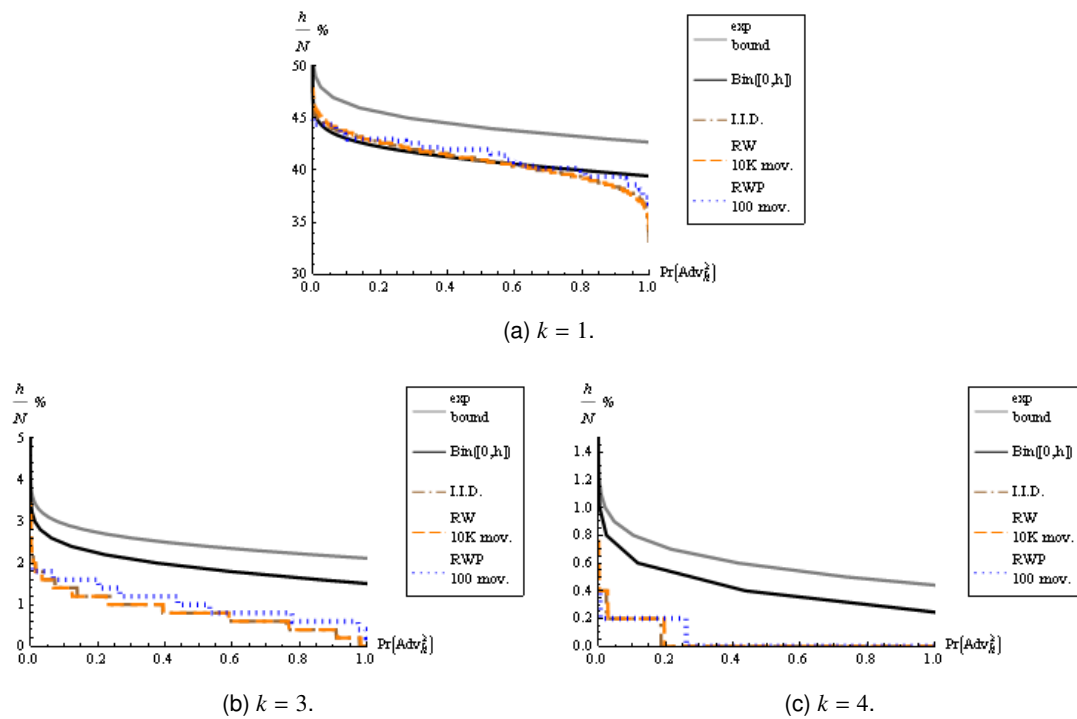 h
N %
50
45
40
35
30
0.0 0.2 0.4 0.6 0.8 1.0
Pr(Adv≥h)
exp
bound
Bin([0,h])
I.I.D.
RW
10K mov.
RWP
100 mov.
(a) k = 1.
h
N %
5
4
3
2
1
0
0.0 0.2 0.4 0.6 0.8 1.0
Pr(Adv≥h)
exp
bound
Bin([0,h])
I.I.D.
RW
10K mov.
RWP
100 mov.
(b) k = 3.
h
N %
1.4
1.2
1.0
0.8
0.6
0.4
0.2
0.0
0.0 0.2 0.4 0.6 0.8 1.0
Pr(Adv≥h)
exp
bound
Bin([0,h])
I.I.D.
RW
10K mov.
RWP
100 mov.
(c) k = 4.